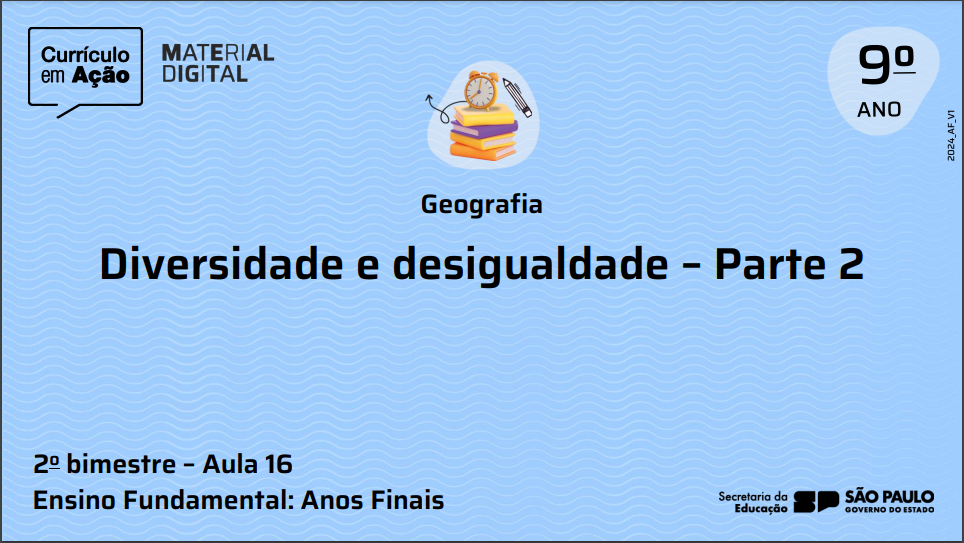 Currículo
em Ação
MATERIAL
DIGITAL
9º
ANO
2024_AF_V1
Geografia
Diversidade e desigualdade – Parte 2
2º bimestre – Aula 16
Ensino Fundamental: Anos Finais
Secretaria da
Educação
SP
SÃO PAULO
GOVERNO DO ESTADO